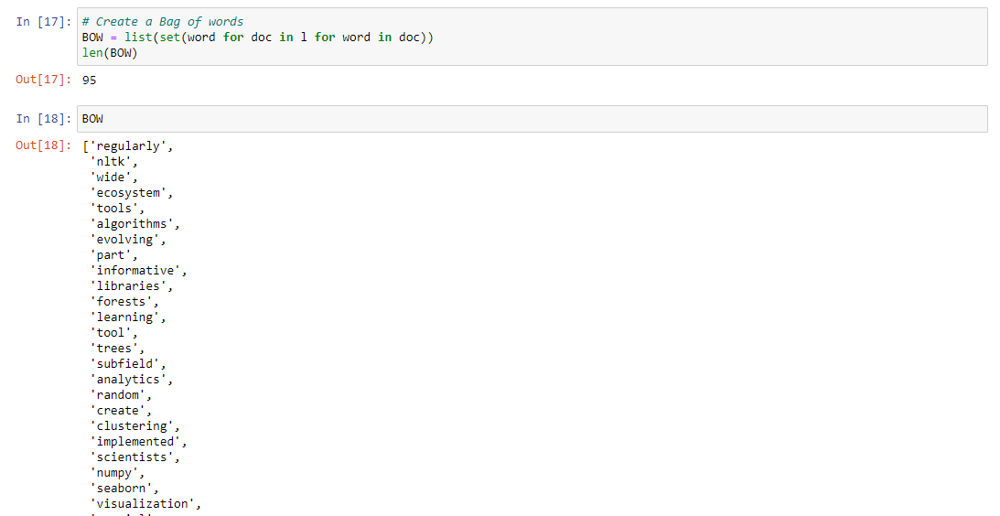 In [17]: # Create a Bag of words
BOW = list(set(word for doc in l for word in doc))
len(BOW)
Out[17]: 95
In [18]: BOW
Out[18]: ['regularly',
'nltk',
'wide',
'ecosystem',
'tools',
'algorithms',
'evolving',
'part',
'informative',
'libraries',
'forests',
'learning',
'tool',
'trees',
'subfield',
'analytics',
'random',
'create',
'clustering',
'implemented',
'scientists',
'numpy',
'seaborn',
'visualization',